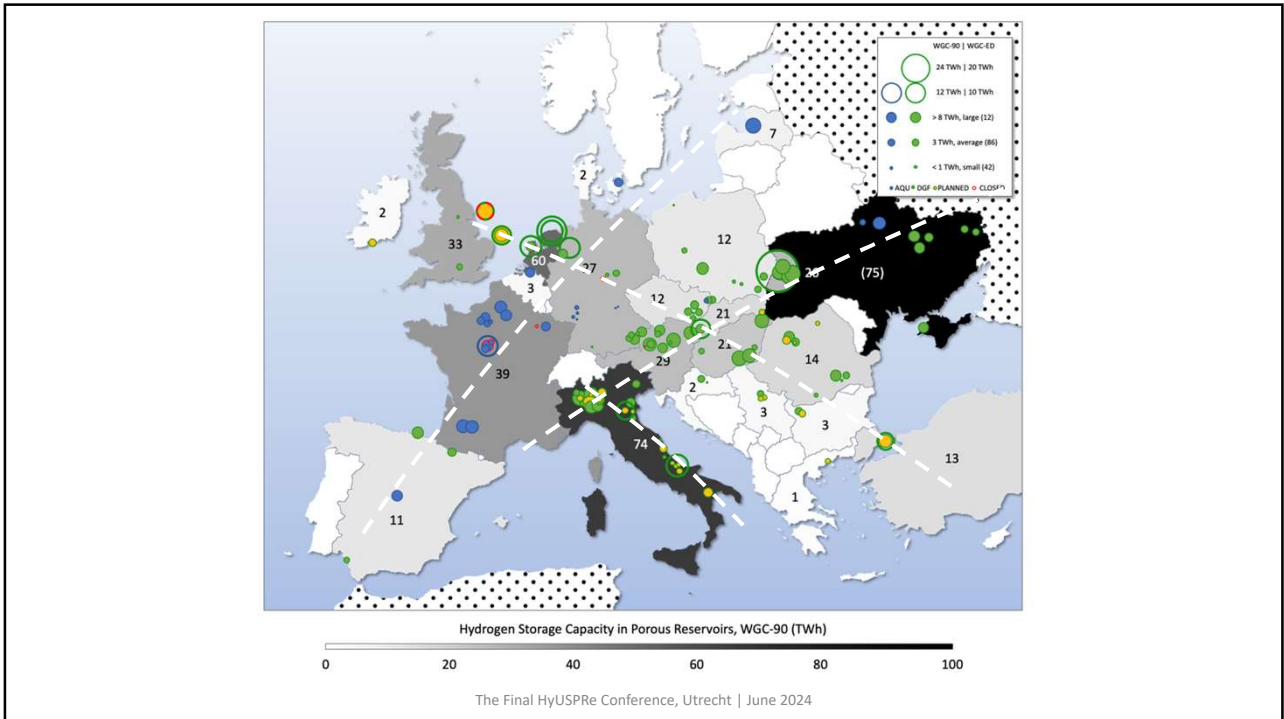 WGC-90 | WGC-ED
24 TWh | 20 TWh
12 TWh | 10 TWh
> 8 TWh, large (12)
3 TWh, average (86)
< 1 TWh, small (42)
AQU DGF PLANNED
7
2
2
33
60
3
12
(75)
12
21
21
29
14
39
2
3
3
74
13
11
1
Hydrogen Storage Capacity in Porous Reservoirs, WGC-90 (TWh)
0 20 40 60 80 100
The Final HyUSPRe Conference, Utrecht | June 2024